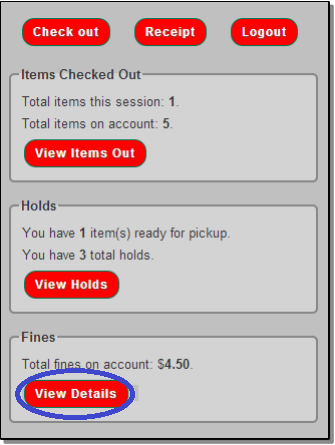 Check out Receipt Logout
Items Checked Out
Total items this session: 1.
Total items on account: 5.
View Items Out
Holds
You have 1 item(s) ready for pickup.
You have 3 total holds.
View Holds
Fines
Total fines on account: $4.50.
View Details